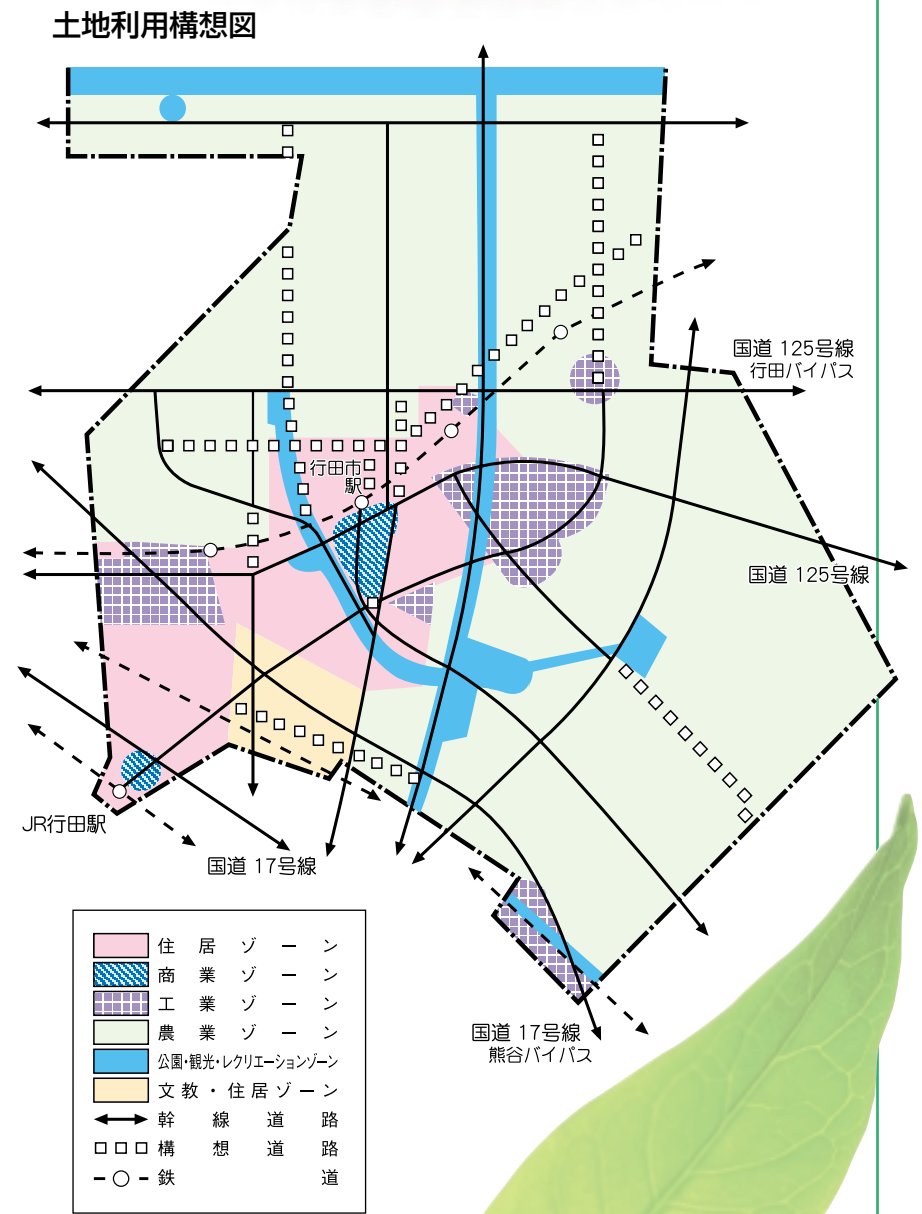 土地利用構想図
国道 125号線
行田バイパス
行田市
駅
国道 125号線
JR行田駅
国道 17号線
国道 17号線
熊谷バイパス
住居ゾーン
商業ゾーン
工業ゾーン
農業ゾーン
公園・観光・レクリエーションゾーン
文教・住居ゾーン
幹線道路
構想道路
鉄道